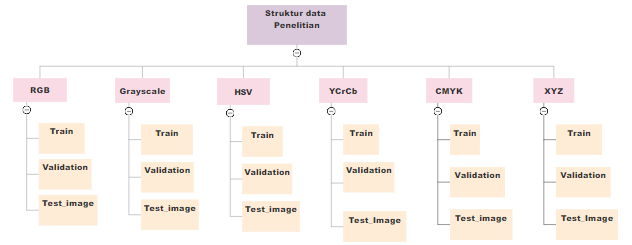 Struktur data
Penelitian
RGB
Grayscale
HSV
YCrCb
CMYK
XYZ
Train
Validation
Test_image
Train
Validation
Test_image
Train
Validation
Test_image
Train
Validation
Test_Image
Train
Validation
Test_image
Train
Validation
Test_Image